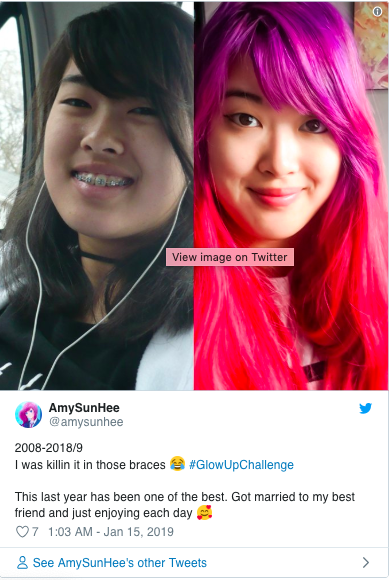 View image on Twitter
AmySunHee
@amysunhee
2008-2018/9
I was killin it in those braces 😂 #GlowUpChallenge
This last year has been one of the best. Got married to my best
friend and just enjoying each day 🥰
7 1:03 AM - Jan 15, 2019
See AmySunHee's other Tweets